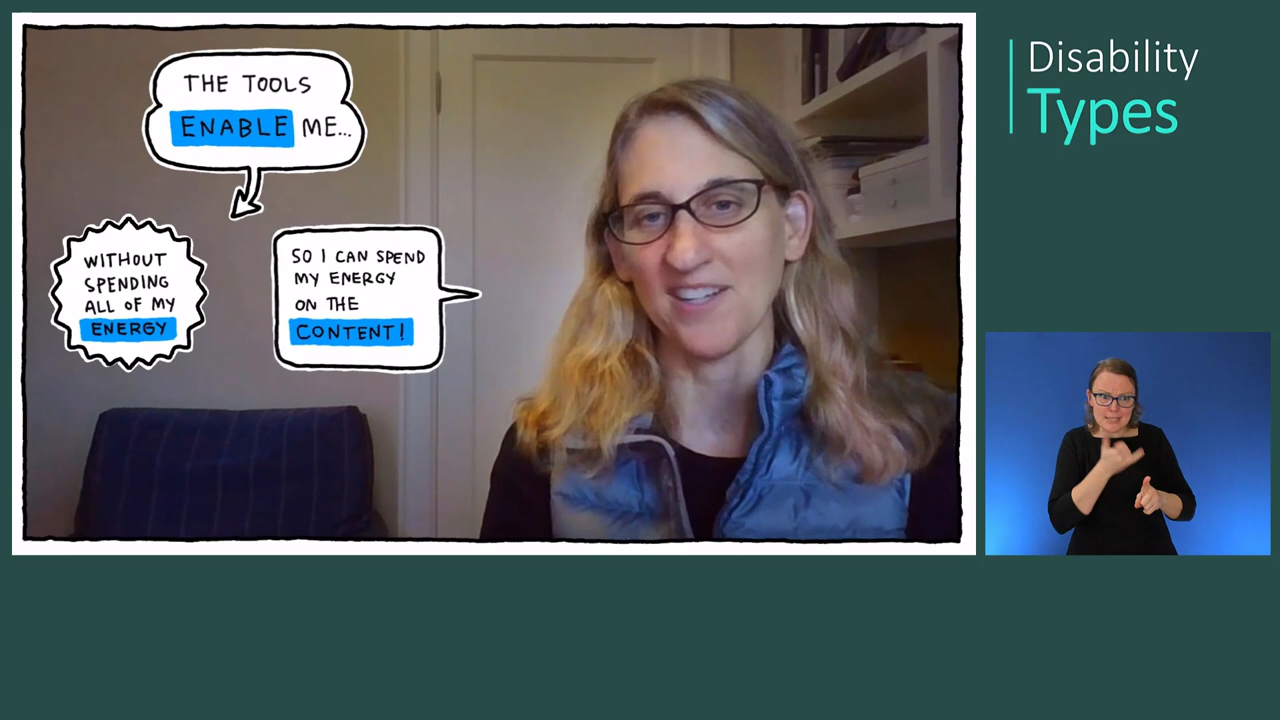 THE TOOLS
ENABLE ME...
WITHOUT
SPENDING
ALL OF MY
ENERGY
SO I CAN SPEND
MY ENERGY
ON THE
CONTENT!
Disability
Types